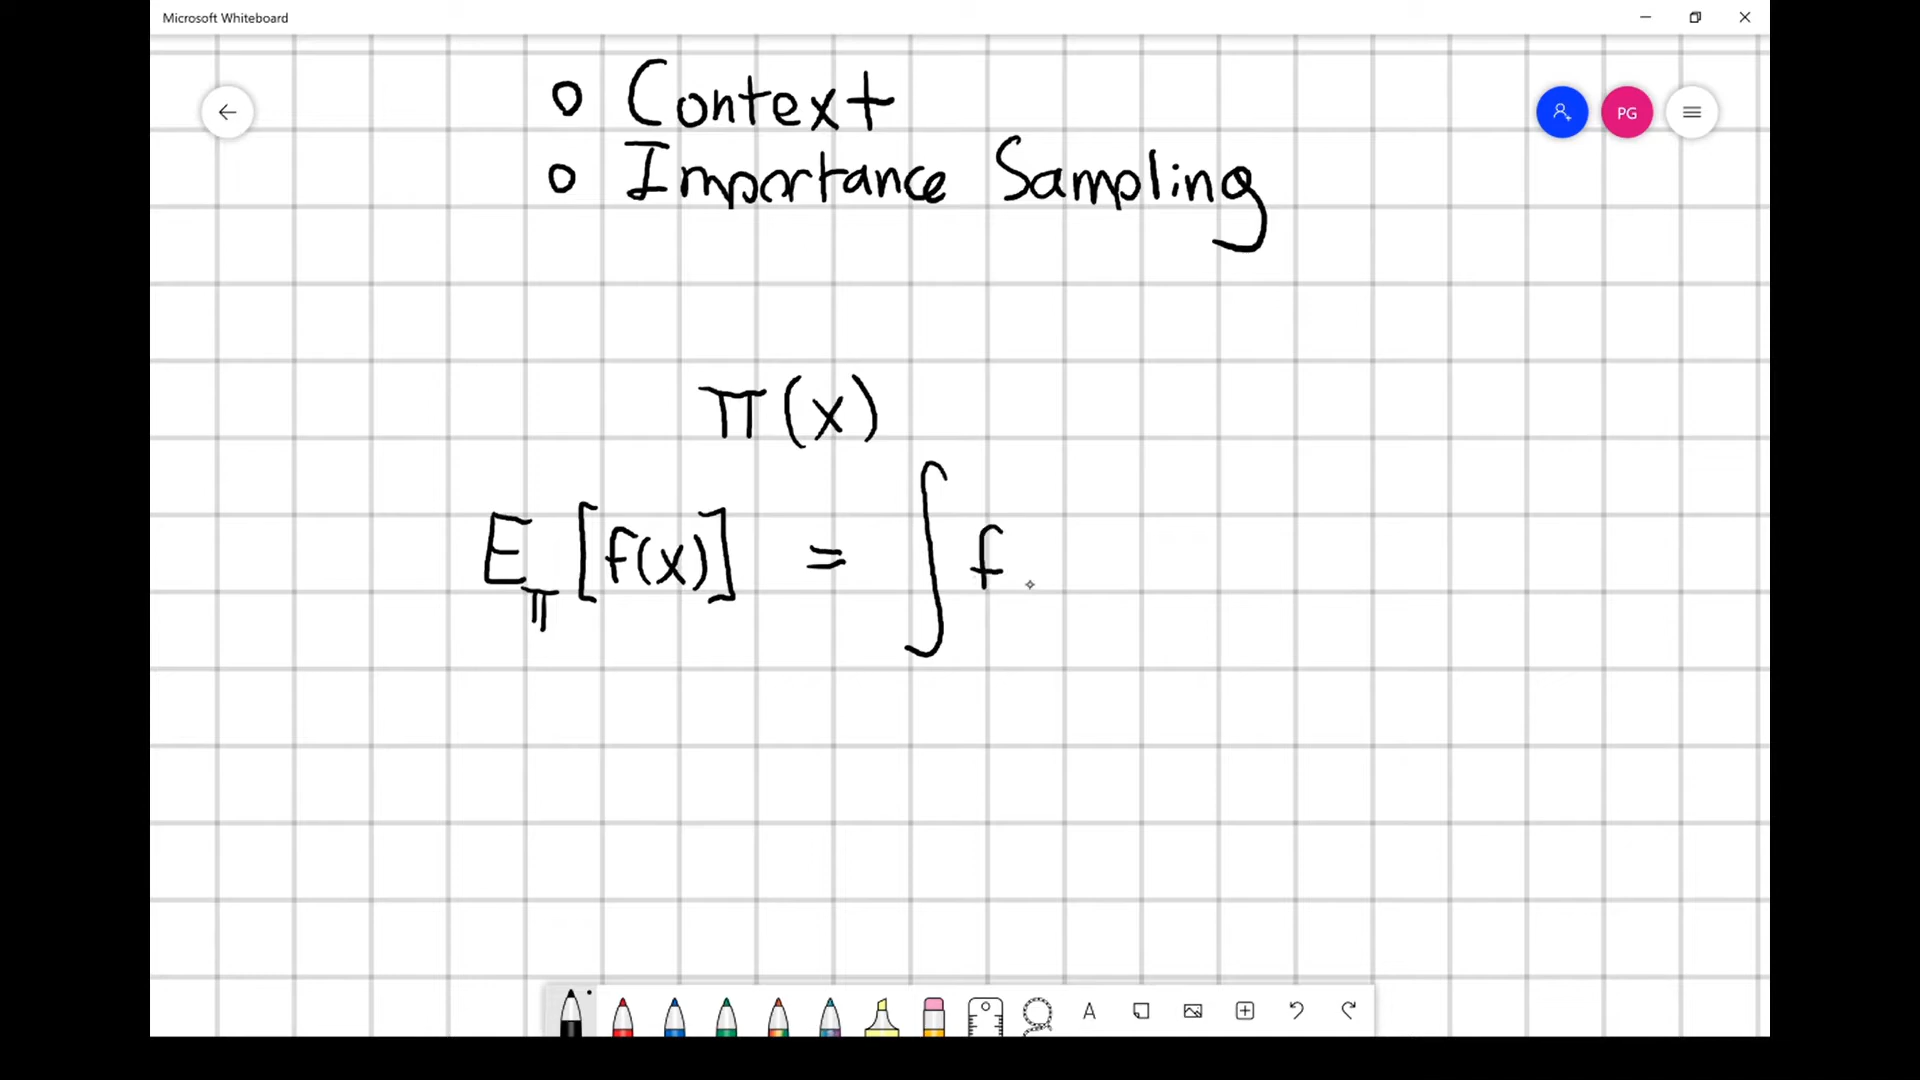 Microsoft Whiteboard
o Context
PG
o Importance Sampling
π(x)
E_π [f(x)] = ∫ f
A